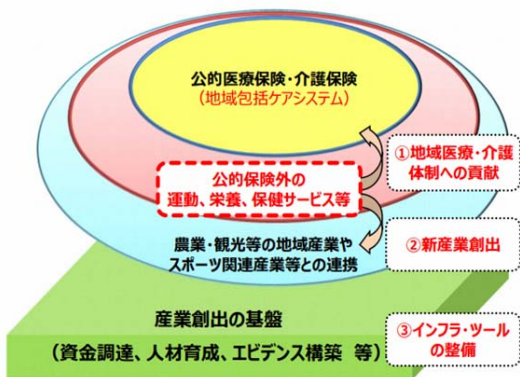 公的医療保険・介護保険
(地域包括ケアシステム)
①地域医療・介護
体制への貢献
公的保険外の
運動、栄養、保健サービス等
②新産業創出
農業・観光等の地域産業や
スポーツ関連産業等との連携
産業創出の基盤
(資金調達、人材育成、エビデンス構築 等)
③インフラ・ツール
の整備